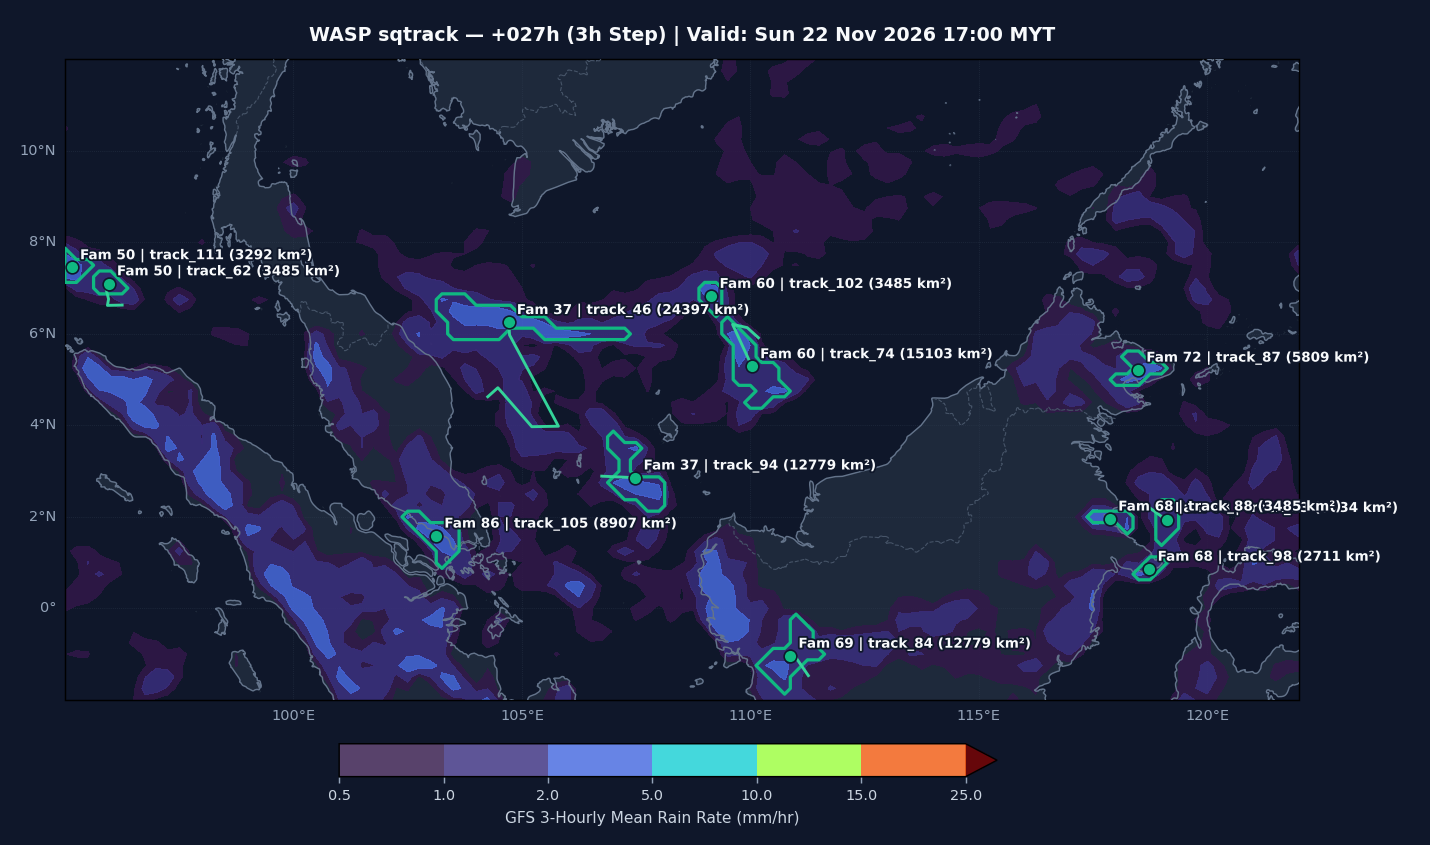 WASP sqtrack — +027h (3h Step) | Valid: Sun 22 Nov 2026 17:00 MYT
10°N
8°N
Fam 50 | track_111 (3292 km²)
Fam 50 | track_62 (3485 km²)
Fam 60 | track_102 (3485 km²)
Fam 37 | track_46 (24397 km²)
6°N
Fam 60 | track_74 (15103 km²)
Fam 72 | track_87 (5809 km²)
4°N
Fam 37 | track_94 (12779 km²)
2°N
Fam 68 | track_88 (3485 km²)
34 km²)
Fam 86 | track_105 (8907 km²)
Fam 68 | track_98 (2711 km²)
0°
Fam 69 | track_84 (12779 km²)
100°E 105°E 110°E 115°E 120°E
0.5 1.0 2.0 5.0 10.0 15.0 25.0
GFS 3-Hourly Mean Rain Rate (mm/hr)